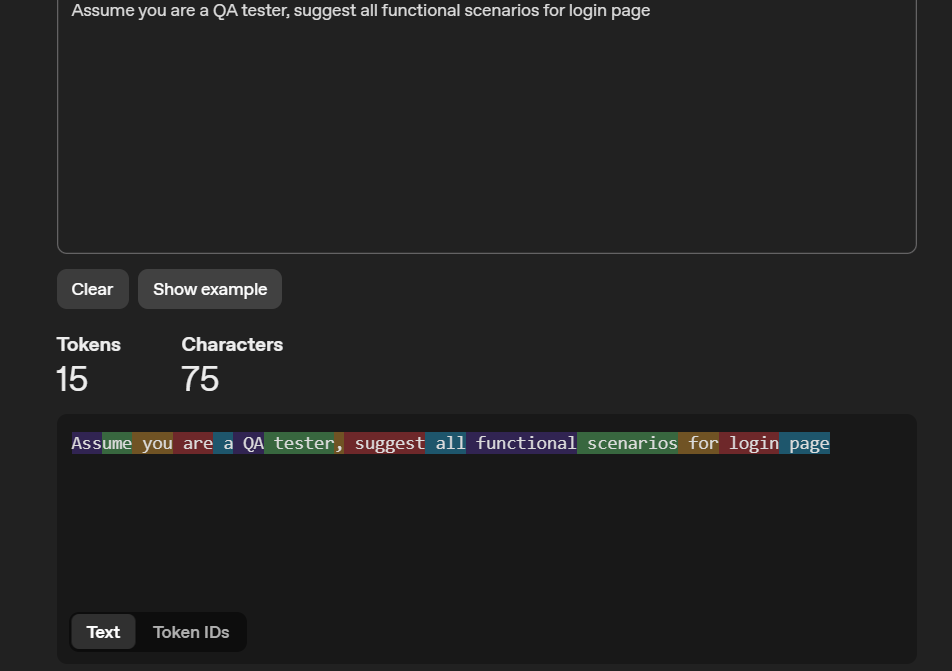 Assume you are a QA tester, suggest all functional scenarios for login page
Clear Show example
Tokens Characters
15 75
Assume you are a QA tester, suggest all functional scenarios for login page
Text Token IDs